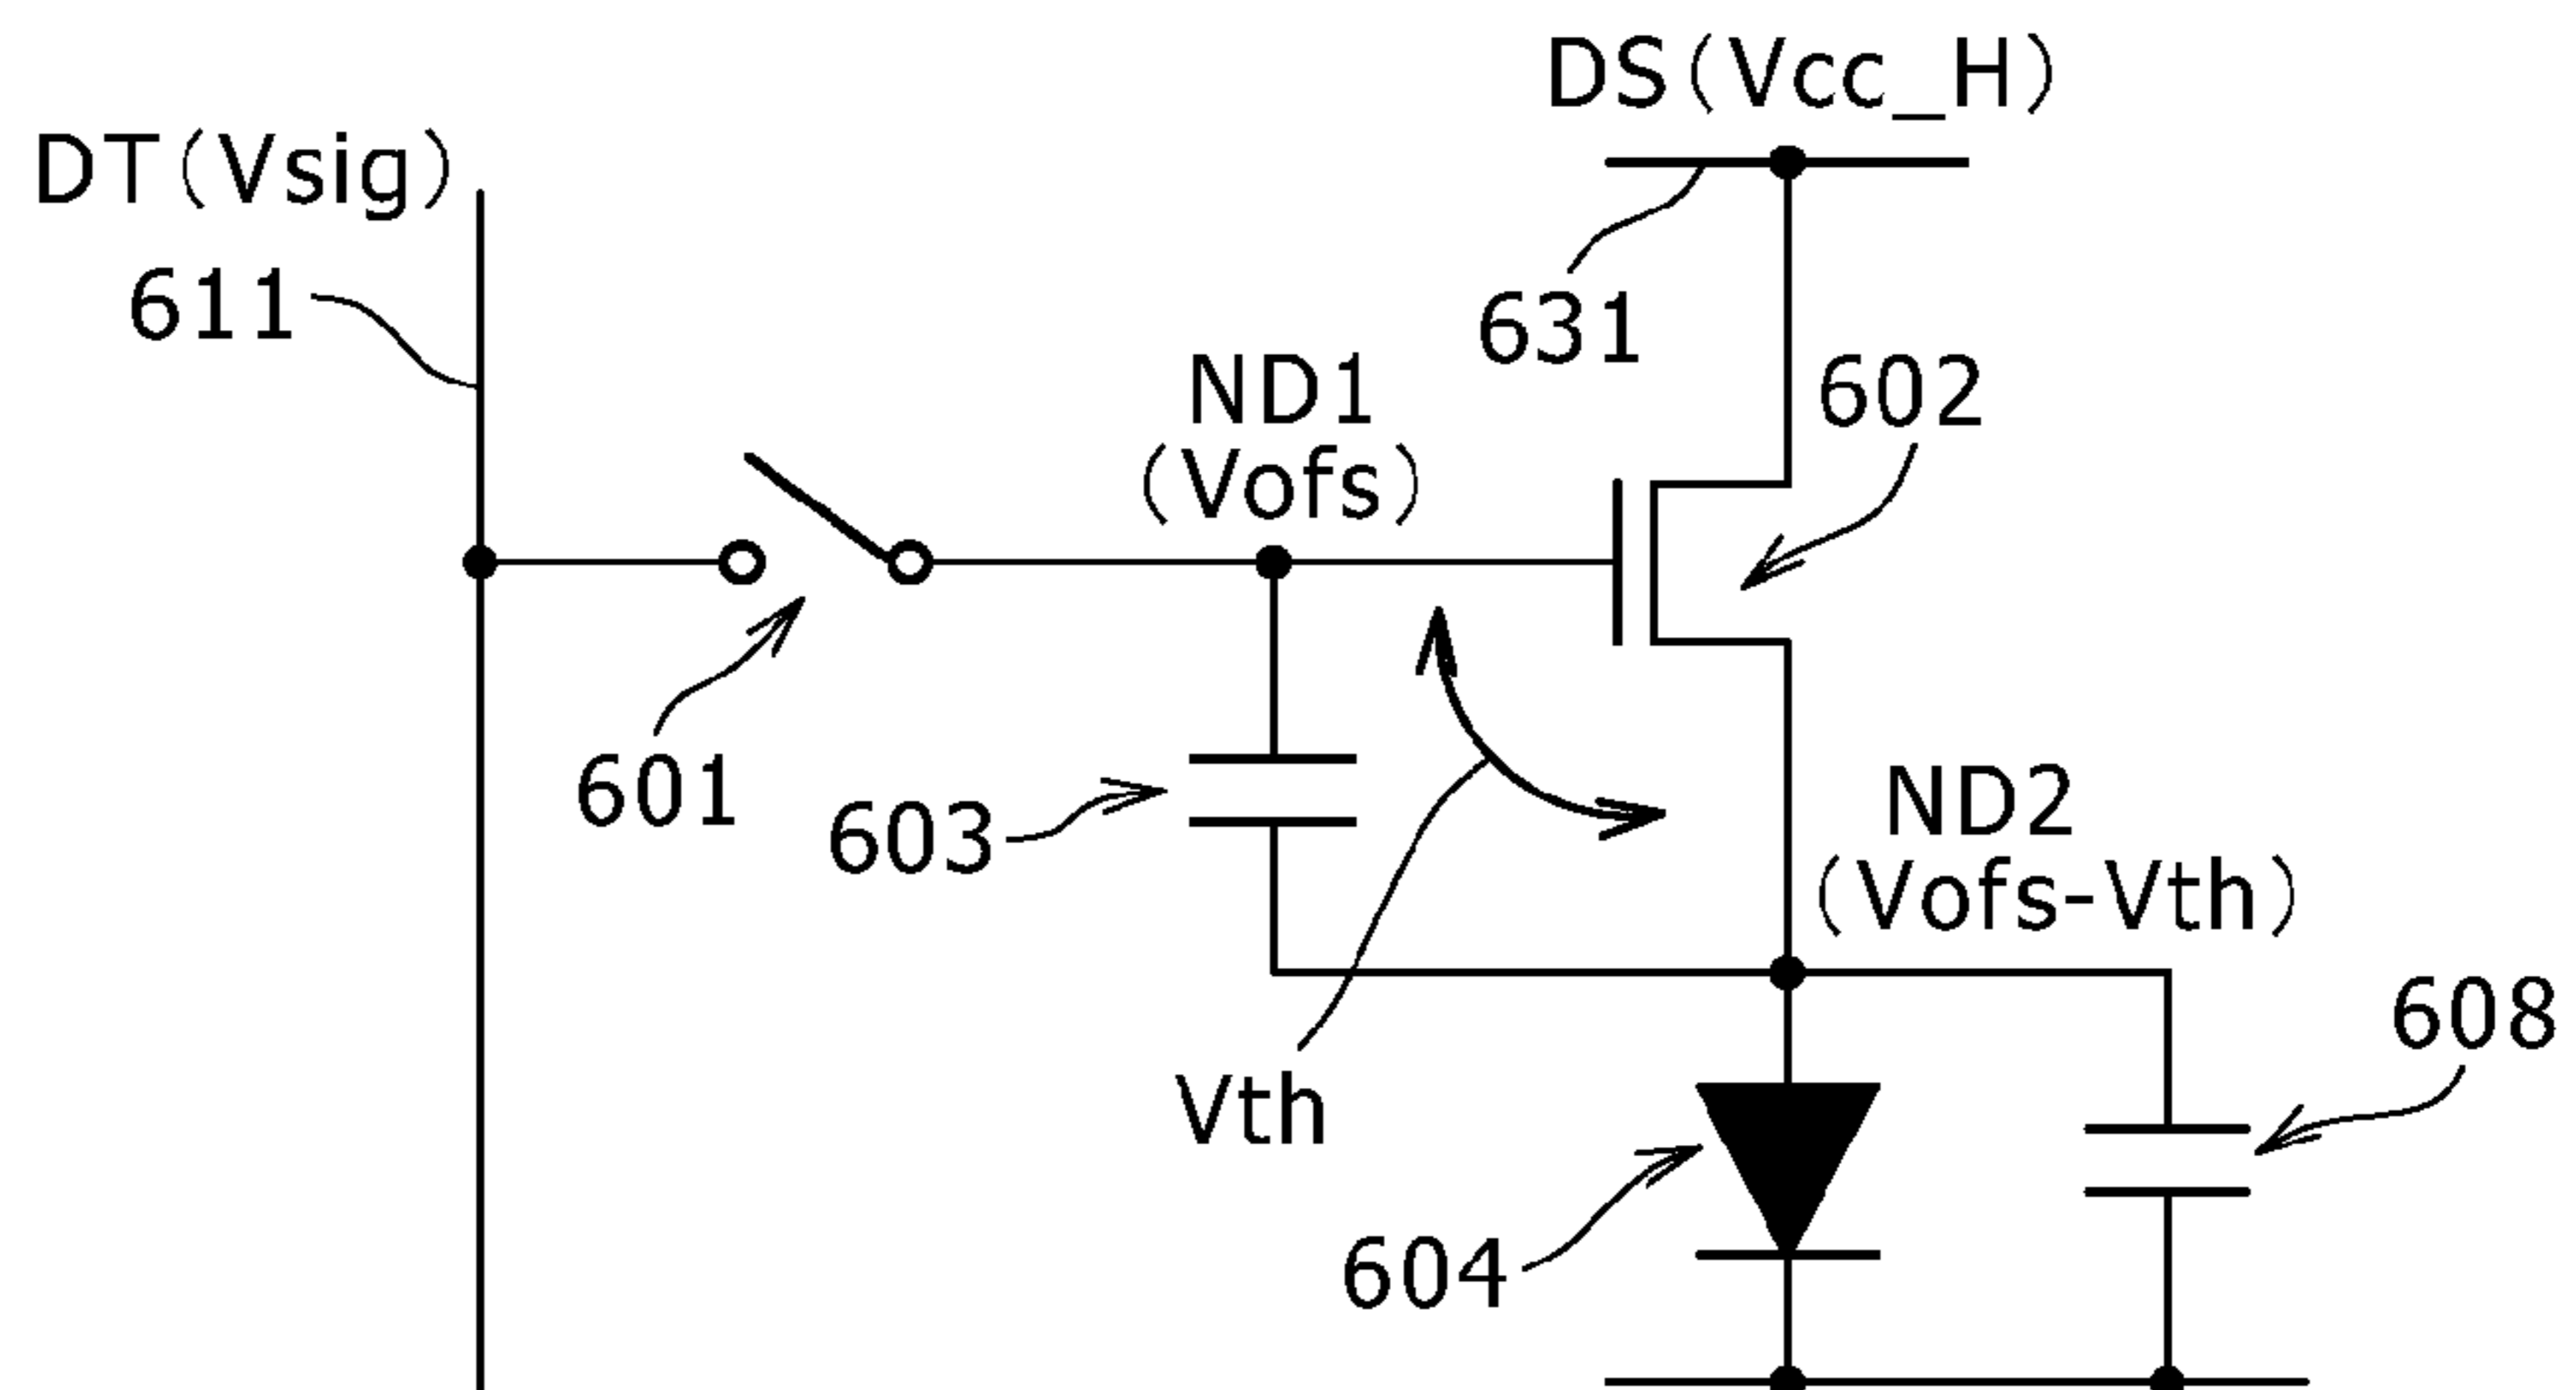 DS(Vcc_H)
DT(Vsig)
611
631
ND1
(Vofs)
602
601
603
ND2
(Vofs-Vth)
608
Vth
604